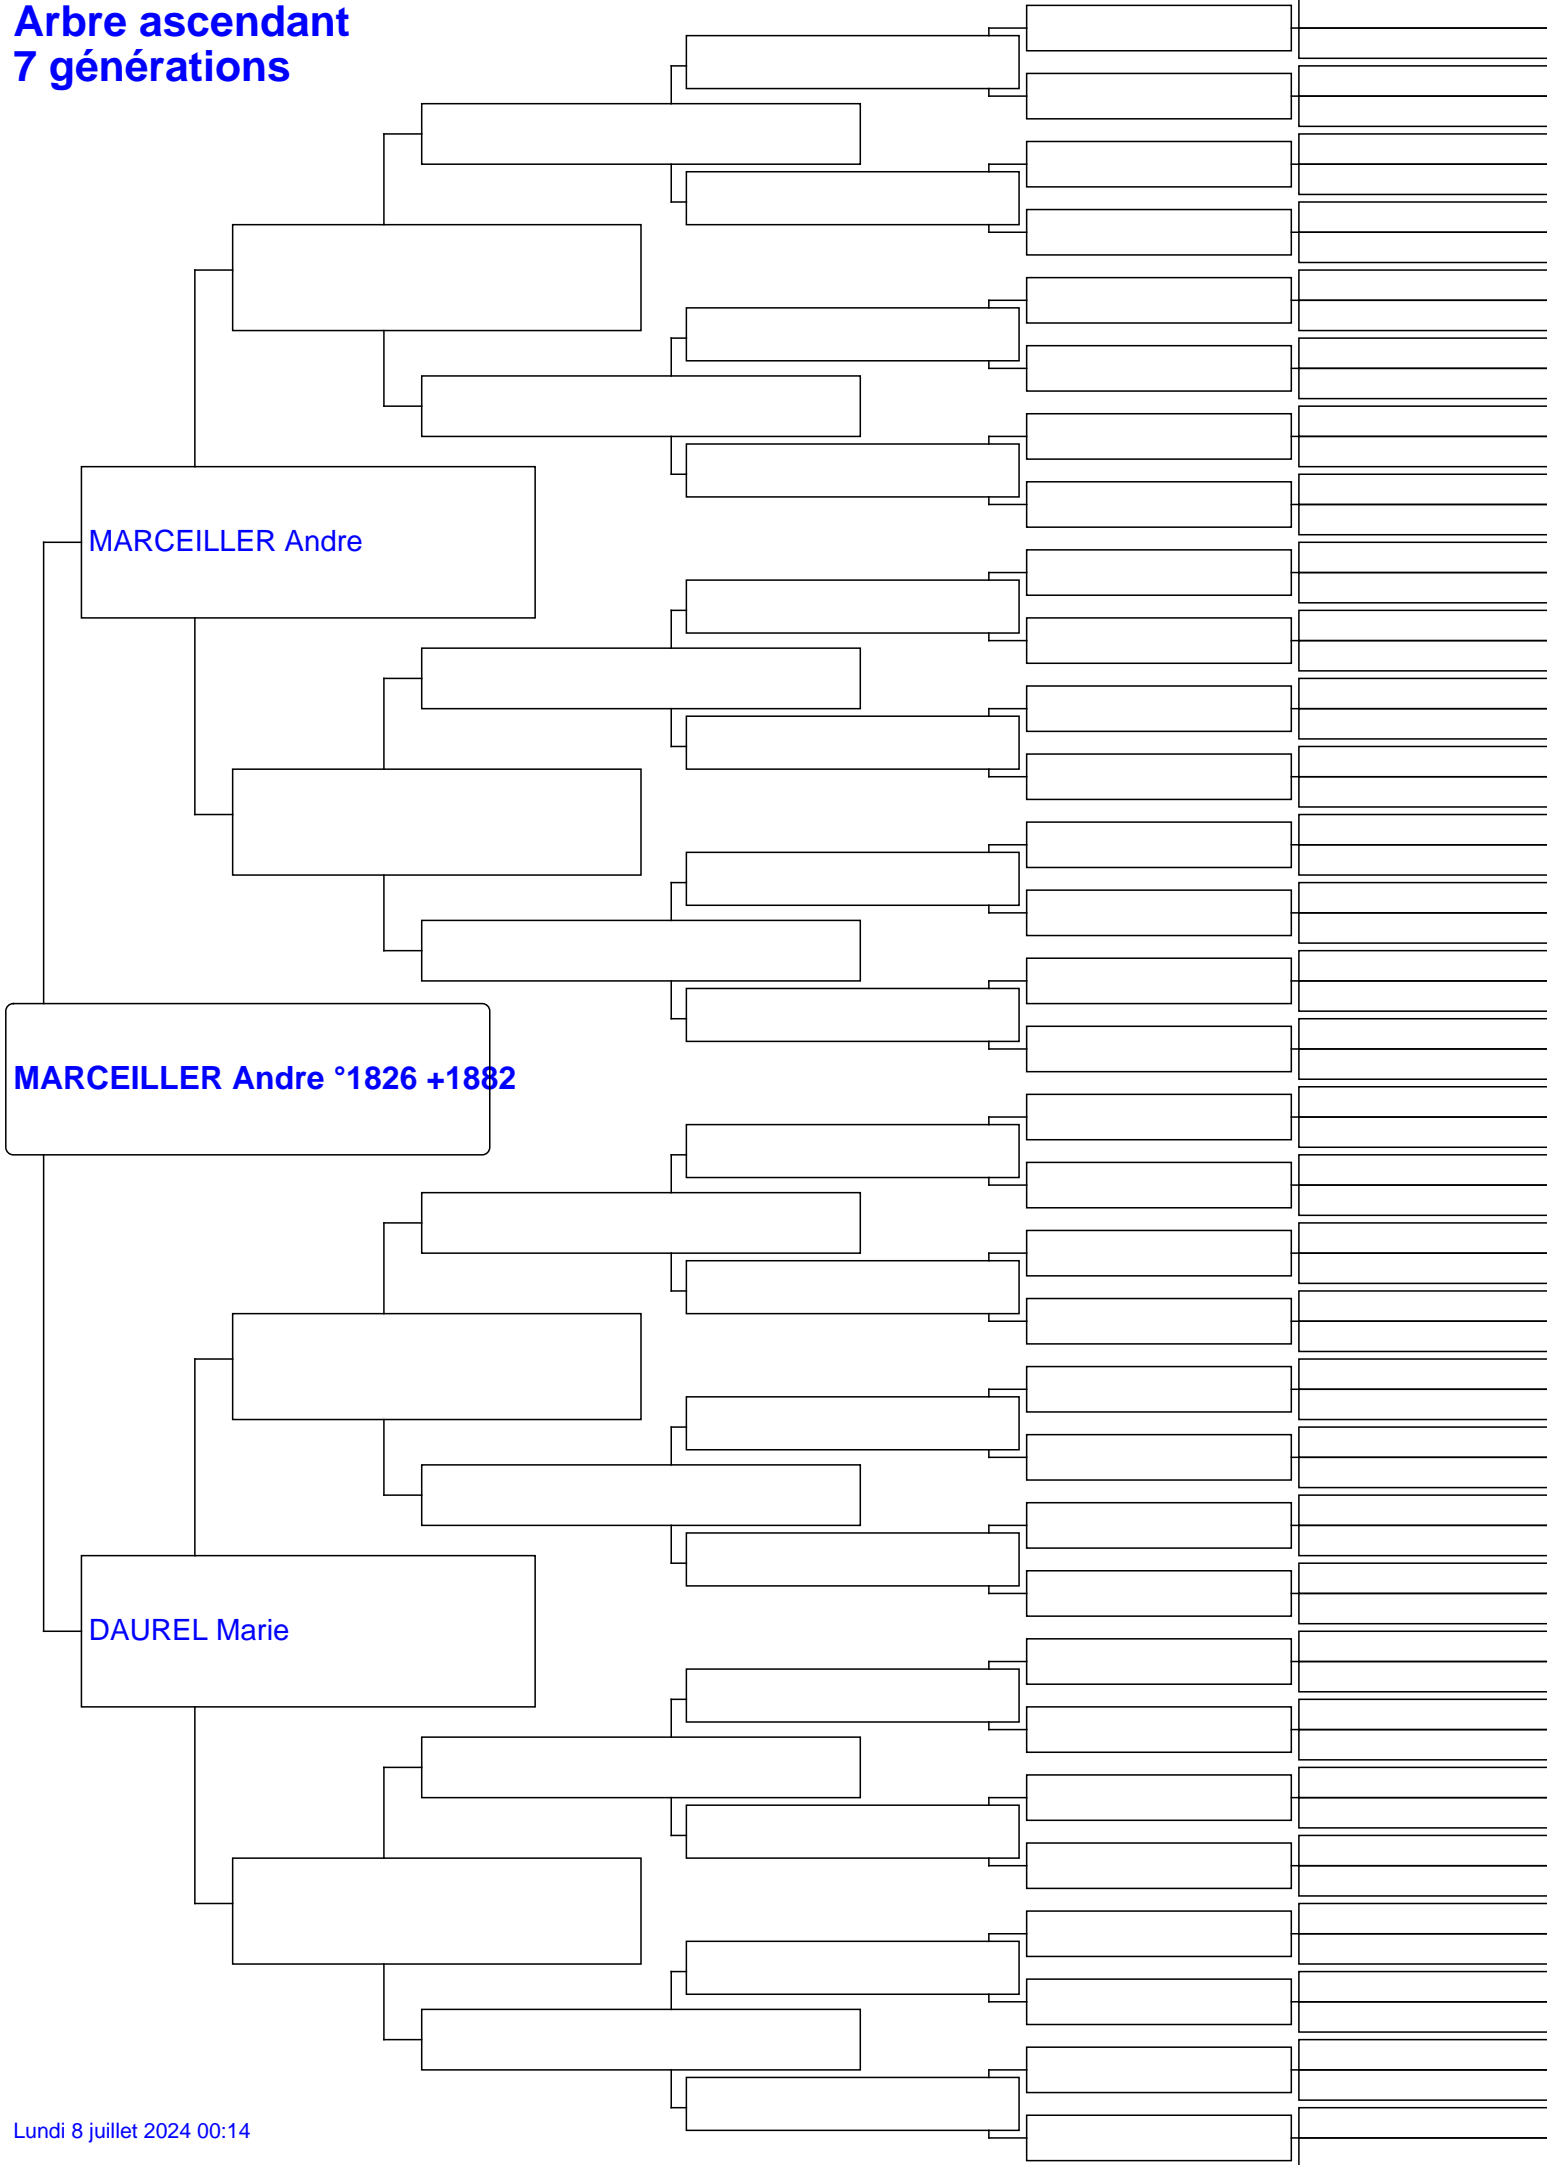 Arbre ascendant
7 générations
MARCEILLER Andre
MARCEILLER Andre °1826 +1882
DAUREL Marie
Lundi 8 juillet 2024 00:14